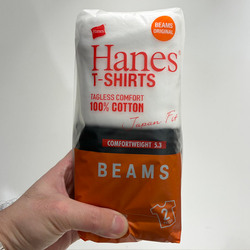 Hanes
BEAMS
ORIGINAL
Hanes®
T-SHIRTS
TAGLESS COMFORT
100% COTTON
Japan Fit
COMFORTWEIGHT 5.3
BEAMS
2